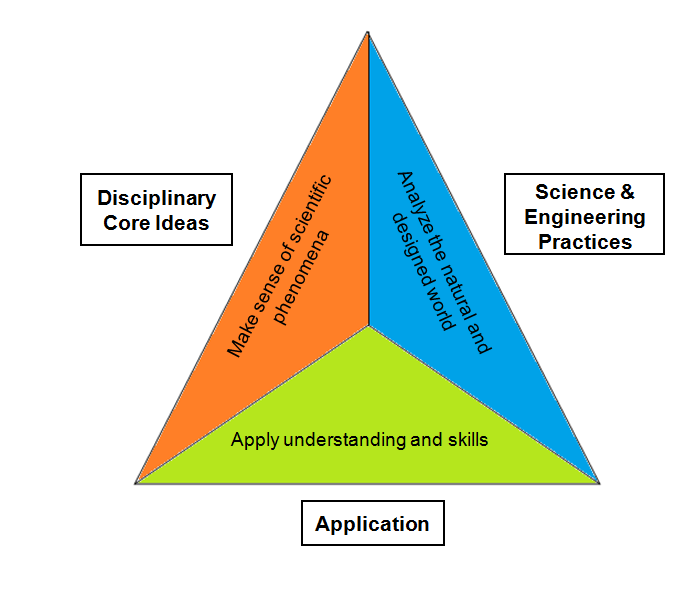 Disciplinary
Core Ideas
Make sense of scientific
phenomena
Analyze the natural and
designed world
Science &
Engineering
Practices
Apply understanding and skills
Application